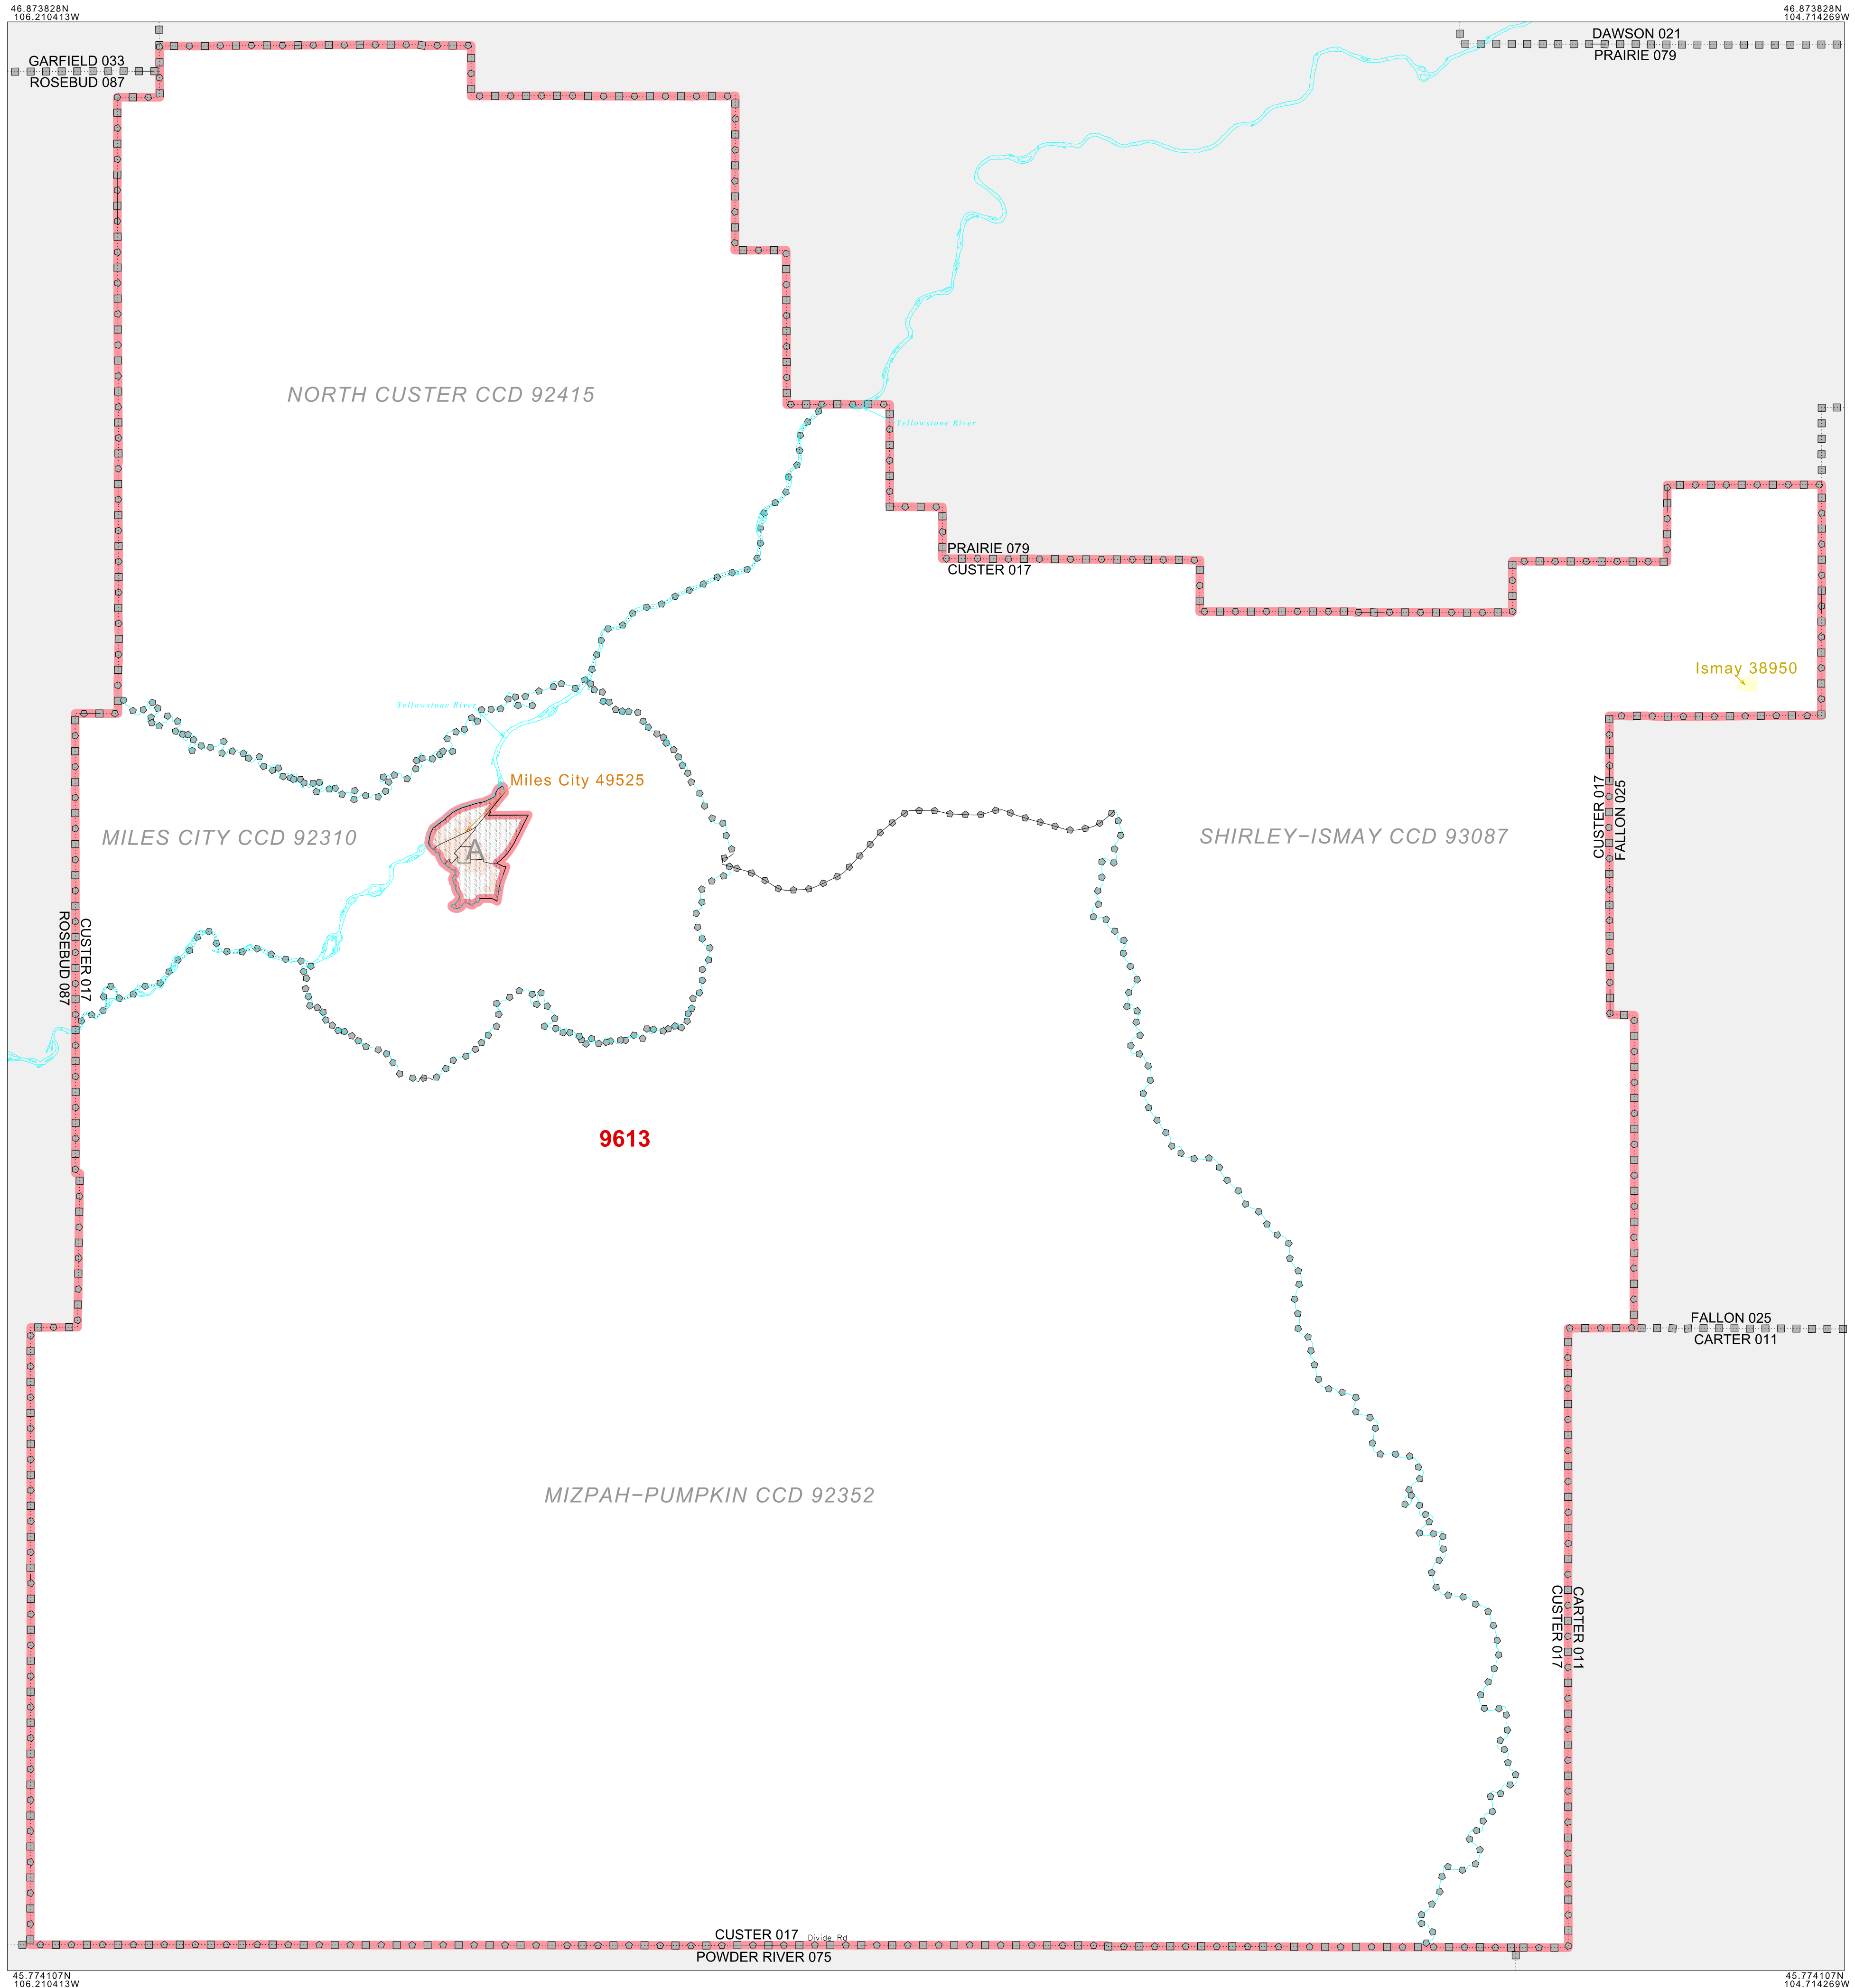 46.873828N
106.210413W
46.873828N
104.714269W
GARFIELD 033
ROSEBUD 087
DAWSON 021
PRAIRIE 079
NORTH CUSTER CCD 92415
Yellowstone River
PRAIRIE 079
CUSTER 017
Ismay 38950
Yellowstone River
Miles City 49525
MILES CITY CCD 92310
A
SHIRLEY-ISMAY CCD 93087
CUSTER 017
FALLON 025
ROSEBUD 087
CUSTER 017
9613
FALLON 025
CARTER 011
MIZPAH-PUMPKIN CCD 92352
CUSTER 017
CARTER 011
CUSTER 017
Divide Rd
POWDER RIVER 075
45.774107N
106.210413W
45.774107N
104.714269W